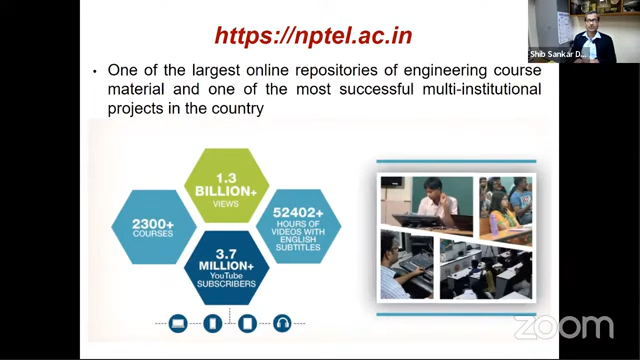 https://nptel.ac.in
Shib Sankar D...
• One of the largest online repositories of engineering course
material and one of the most successful multi-institutional
projects in the country
1.3
BILLION+
VIEWS
2300+
COURSES
52402+
HOURS OF
VIDEOS WITH
ENGLISH
SUBTITLES
3.7
MILLION+
YouTube
SUBSCRIBERS
zoom